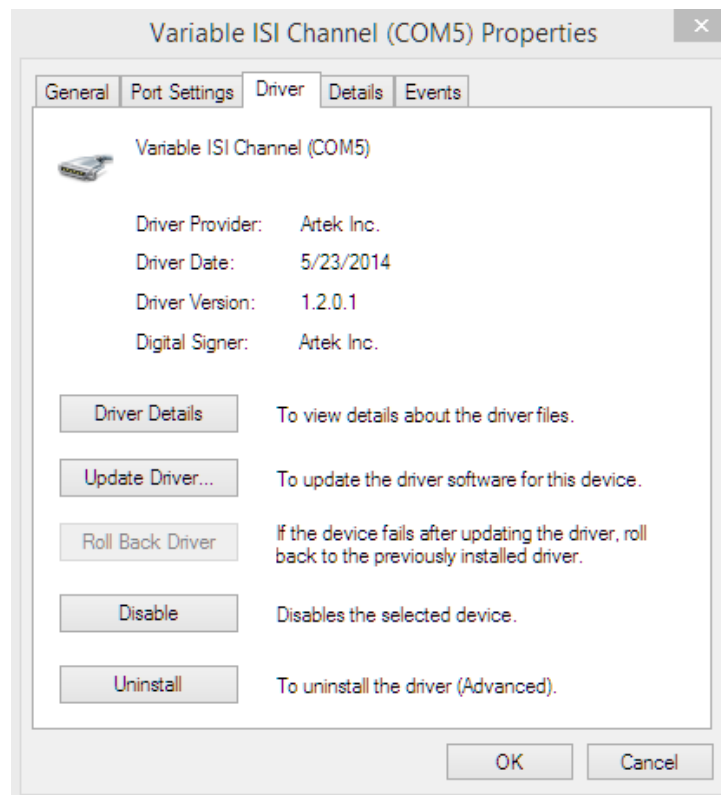 Variable ISI Channel (COM5) Properties
General Port Settings Driver Details Events
Variable ISI Channel (COM5)
Driver Provider: Artek Inc.
Driver Date: 5/23/2014
Driver Version: 1.2.0.1
Digital Signer: Artek Inc.
Driver Details To view details about the driver files.
Update Driver... To update the driver software for this device.
Roll Back Driver If the device fails after updating the driver, roll
back to the previously installed driver.
Disable Disables the selected device.
Uninstall To uninstall the driver (Advanced).
OK Cancel